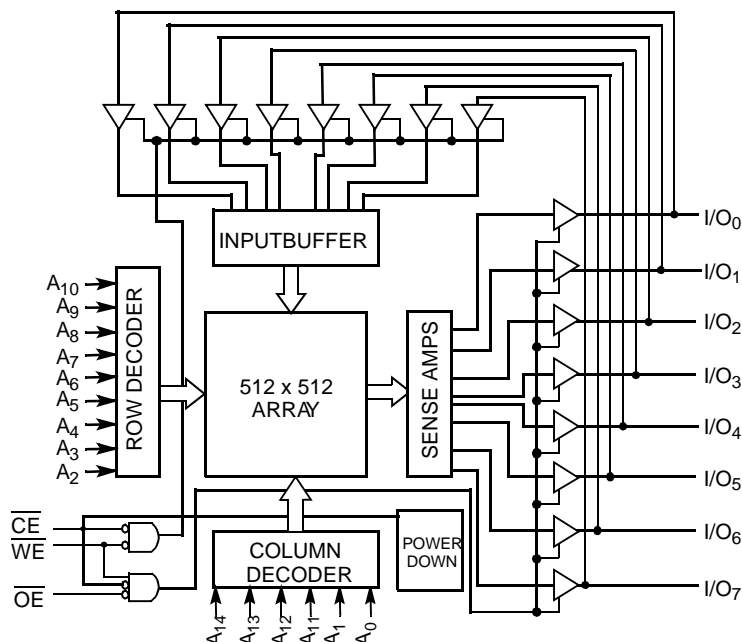 INPUTBUFFER
I/O0
I/O1
I/O2
I/O3
I/O4
I/O5
I/O6
I/O7
A10
A9
A8
A7
A6
A5
A4
A3
A2
ROW DECODER
512 x 512
ARRAY
SENSE AMPS
CE
WE
OE
COLUMN
DECODER
POWER
DOWN
A14
A13
A12
A11
A1
A0